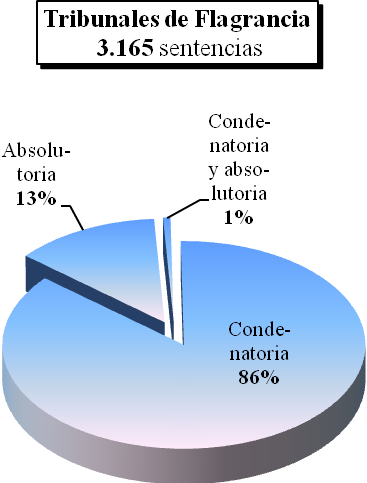 Tribunales de Flagrancia
3.165 sentencias
Conde-
natoria
y abso-
lutoria
1%
Absolu-
toria
13%
Conde-
natoria
86%